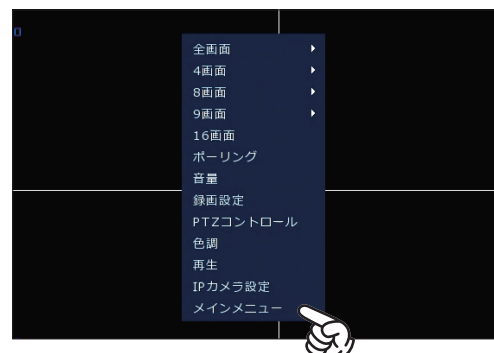 全画面
4画面
8画面
9画面
16画面
ポーリング
音量
録画設定
PTZコントロール
色調
再生
IPカメラ設定
メインメニュー